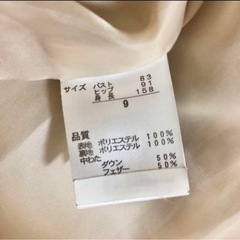 サイズ バスト 83
ヒップ 91
身長 158
9
品質
表地 ポリエステル 100%
裏地 ポリエステル 100%
中わた
ダウン 50%
フェザー 50%